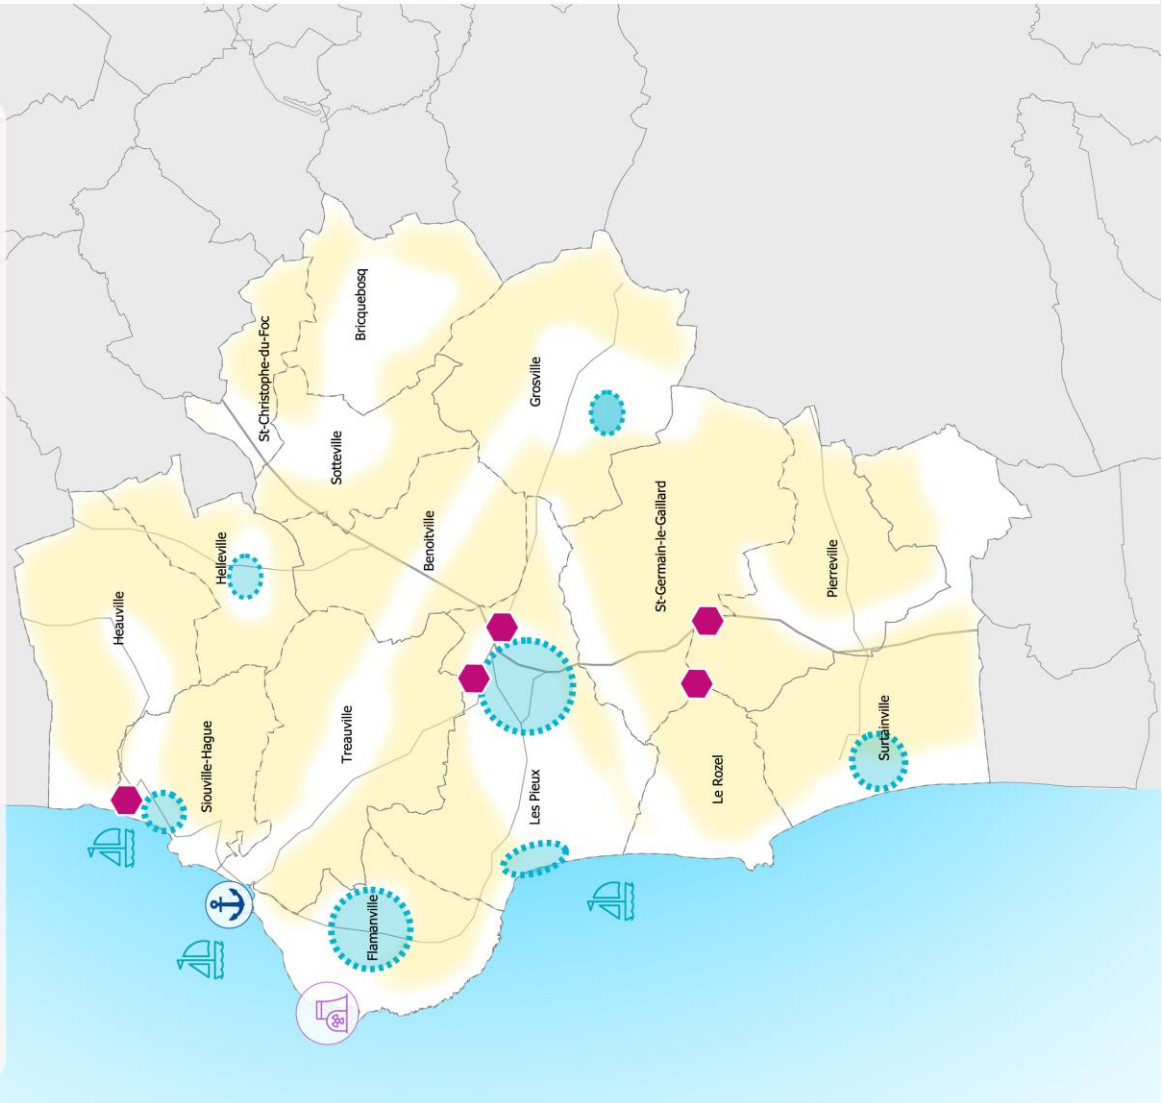 Heauville
Helleville
Siouville-Hague
St-Christophe-du-Foc
Sotteville
Bricquebosq
Treauville
Benoitville
Grosville
Flamanville
Les Pieux
St-Germain-le-Gaillard
Le Rozel
Pierreville
Surtainville